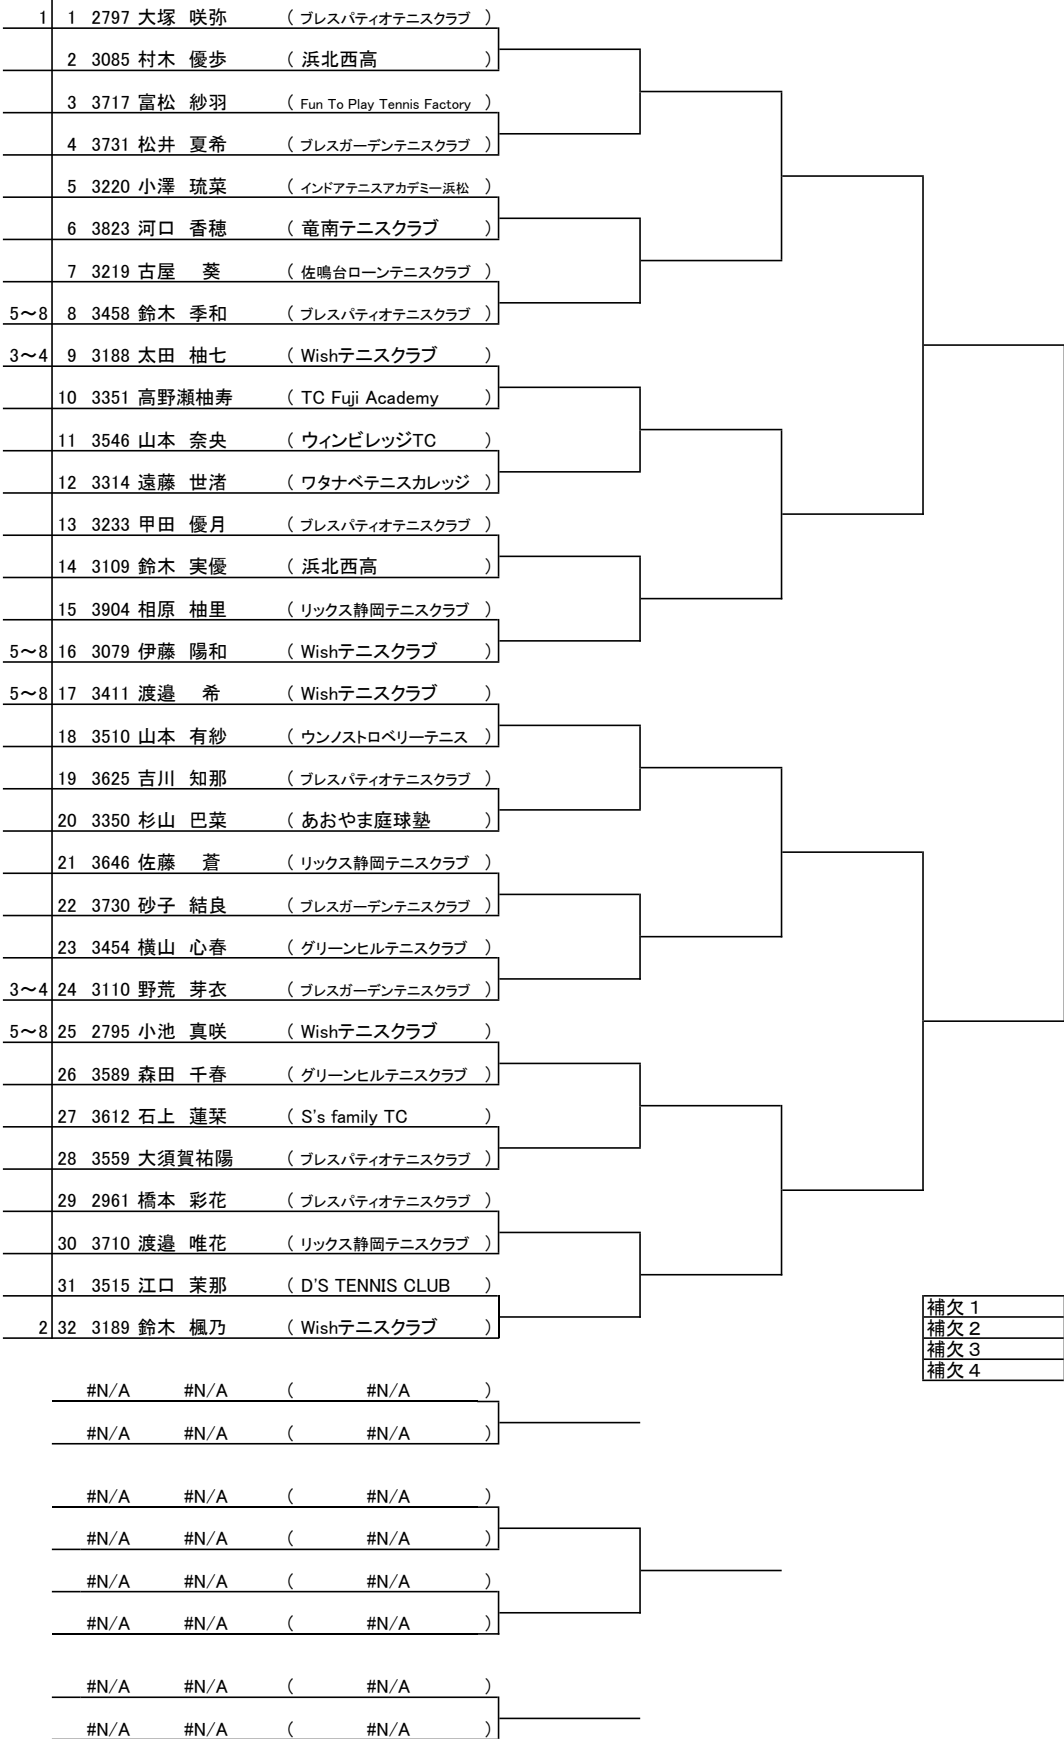 1 1 2797 大塚 咲弥 ( ブレスパティオテニスクラブ )
2 3085 村木 優歩 ( 浜北西高 )
3 3717 富松 紗羽 ( Fun To Play Tennis Factory )
4 3731 松井 夏希 ( ブレスガーデンテニスクラブ )
5 3220 小澤 琉菜 ( インドアテニスアカデミー浜松 )
6 3823 河口 香穂 ( 竜南テニスクラブ )
7 3219 古屋 葵 ( 佐鳴台ローンテニスクラブ )
5～8 8 3458 鈴木 季和 ( ブレスパティオテニスクラブ )
3～4 9 3188 太田 柚七 ( Wishテニスクラブ )
10 3351 高野瀬柚寿 ( TC Fuji Academy )
11 3546 山本 奈央 ( ウィンビレッジTC )
12 3314 遠藤 世渚 ( ワタナベテニスカレッジ )
13 3233 甲田 優月 ( ブレスパティオテニスクラブ )
14 3109 鈴木 実優 ( 浜北西高 )
15 3904 相原 柚里 ( リックス静岡テニスクラブ )
5～8 16 3079 伊藤 陽和 ( Wishテニスクラブ )
5～8 17 3411 渡邉 希 ( Wishテニスクラブ )
18 3510 山本 有紗 ( ウンノストロベリーテニス )
19 3625 吉川 知那 ( ブレスパティオテニスクラブ )
20 3350 杉山 巴菜 ( あおやま庭球塾 )
21 3646 佐藤 蒼 ( リックス静岡テニスクラブ )
22 3730 砂子 結良 ( ブレスガーデンテニスクラブ )
23 3454 横山 心春 ( グリーンヒルテニスクラブ )
3～4 24 3110 野荒 芽衣 ( ブレスガーデンテニスクラブ )
5～8 25 2795 小池 真咲 ( Wishテニスクラブ )
26 3589 森田 千春 ( グリーンヒルテニスクラブ )
27 3612 石上 蓮栞 ( S's family TC )
28 3559 大須賀祐陽 ( ブレスパティオテニスクラブ )
29 2961 橋本 彩花 ( ブレスパティオテニスクラブ )
30 3710 渡邉 唯花 ( リックス静岡テニスクラブ )
31 3515 江口 茉那 ( D'S TENNIS CLUB )
2 32 3189 鈴木 楓乃 ( Wishテニスクラブ )
補欠１
補欠２
補欠３
補欠４
#N/A #N/A ( #N/A )
#N/A #N/A ( #N/A )
#N/A #N/A ( #N/A )
#N/A #N/A ( #N/A )
#N/A #N/A ( #N/A )
#N/A #N/A ( #N/A )
#N/A #N/A ( #N/A )
#N/A #N/A ( #N/A )